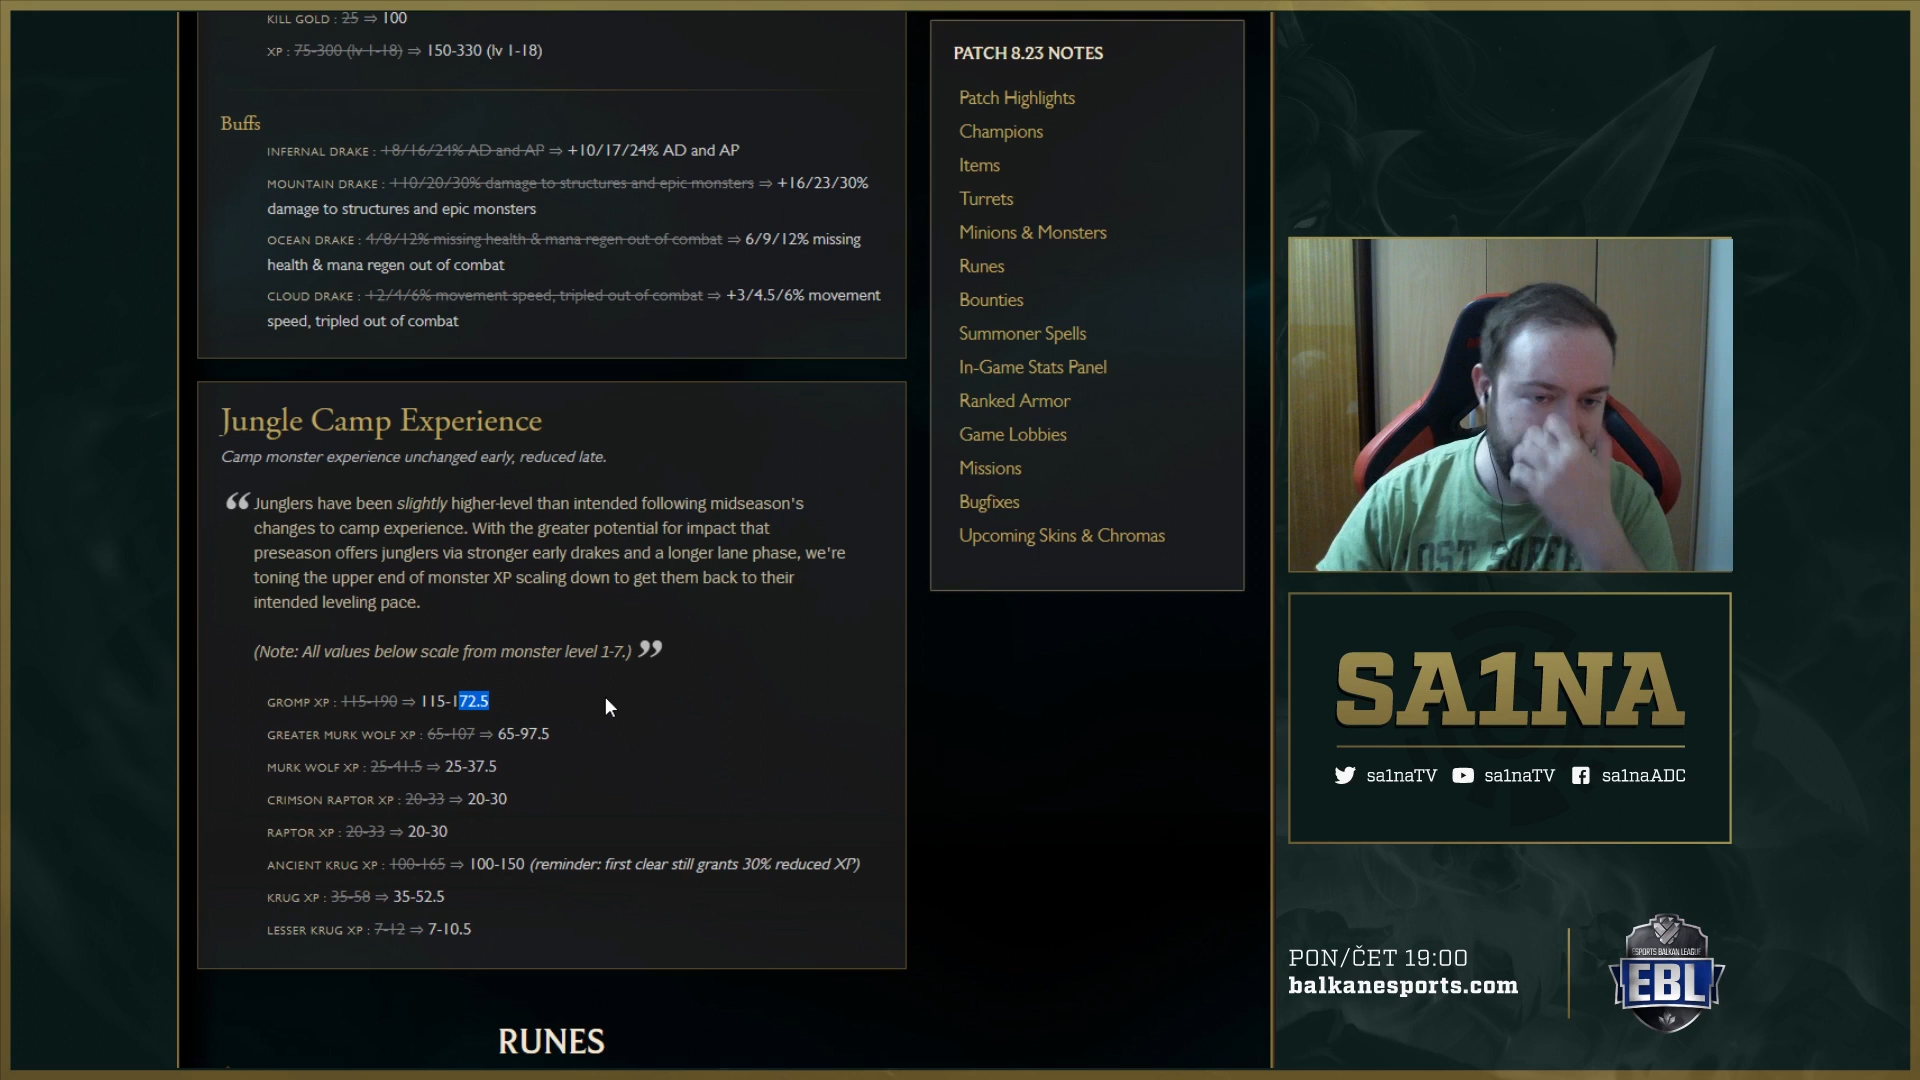 KILL GOLD : 25 ⇒ 100
XP : 75-300 (lv 1-18) ⇒ 150-330 (lv 1-18)
Buffs
INFERNAL DRAKE : +8/16/24% AD and AP ⇒ +10/17/24% AD and AP
MOUNTAIN DRAKE : +10/20/30% damage to structures and epic monsters ⇒ +16/23/30%
damage to structures and epic monsters
OCEAN DRAKE : 4/8/12% missing health & mana regen out of combat ⇒ 6/9/12% missing
health & mana regen out of combat
CLOUD DRAKE : +2/4/6% movement speed, tripled out of combat ⇒ +3/4.5/6% movement
speed, tripled out of combat
Jungle Camp Experience
Camp monster experience unchanged early, reduced late.
“ Junglers have been slightly higher-level than intended following midseason's
changes to camp experience. With the greater potential for impact that
preseason offers junglers via stronger early drakes and a longer lane phase, we're
toning the upper end of monster XP scaling down to get them back to their
intended leveling pace.
(Note: All values below scale from monster level 1-7.) ”
GROMP XP : 115-190 ⇒ 115-172.5
GREATER MURK WOLF XP : 65-107 ⇒ 65-97.5
MURK WOLF XP : 25-41.5 ⇒ 25-37.5
CRIMSON RAPTOR XP : 20-33 ⇒ 20-30
RAPTOR XP : 20-33 ⇒ 20-30
ANCIENT KRUG XP : 100-165 ⇒ 100-150 (reminder: first clear still grants 30% reduced XP)
KRUG XP : 35-58 ⇒ 35-52.5
LESSER KRUG XP : 7-12 ⇒ 7-10.5
RUNES
PATCH 8.23 NOTES
Patch Highlights
Champions
Items
Turrets
Minions & Monsters
Runes
Bounties
Summoner Spells
In-Game Stats Panel
Ranked Armor
Game Lobbies
Missions
Bugfixes
Upcoming Skins & Chromas
SA1NA
sa1naTV sa1naTV sa1naADC
PON/ČET 19:00
balkanesports.com
ESPORTS BALKAN LEAGUE
EBL